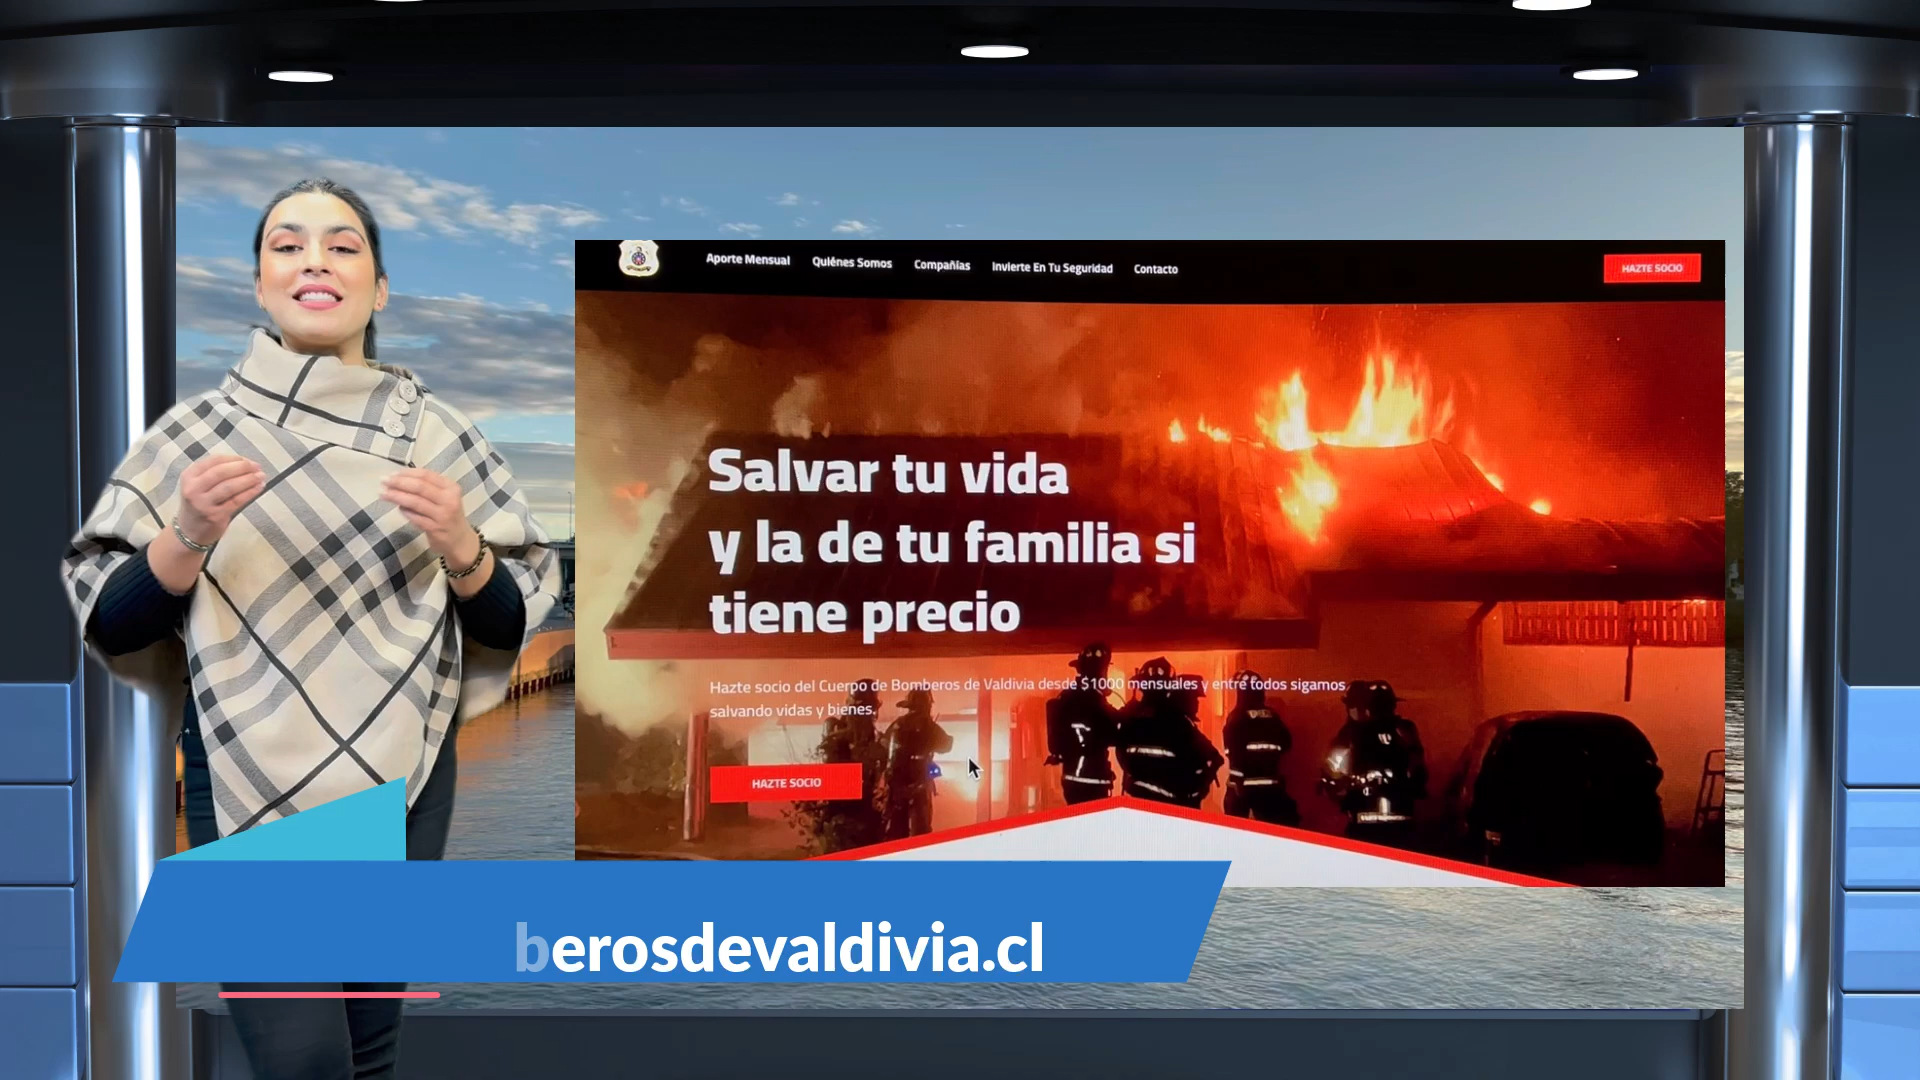 Aporte Mensual Quiénes Somos Compañías Invierte En Tu Seguridad Contacto HAZTE SOCIO
Salvar tu vida
y la de tu familia si
tiene precio
Hazte socio del Cuerpo de Bomberos de Valdivia desde $1000 mensuales y entre todos sigamos
salvando vidas y bienes.
HAZTE SOCIO
berosdevaldivia.cl